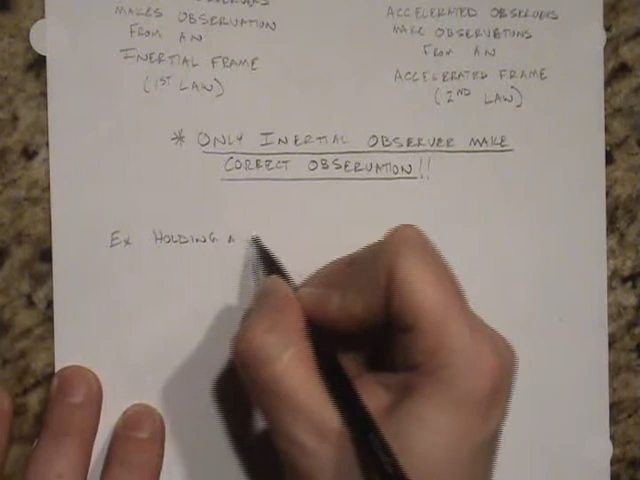 MAKES OBSERVATION
FROM AN
INERTIAL FRAME
(1ST LAW)
ACCELERATED OBSERVERS
MAKE OBSERVATIONS
FROM AN
ACCELERATED FRAME
(2ND LAW)
* ONLY INERTIAL OBSERVER MAKE
CORRECT OBSERVATION!!
EX HOLDING A